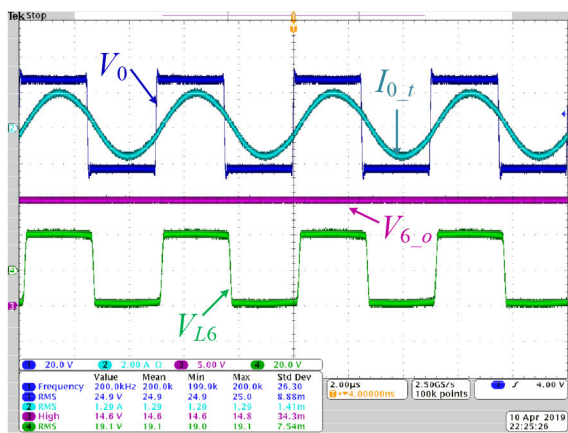 Tek Stop
V0
I0_t
V6_o
VL6
1 20.0 V 2 2.00 A Ω 3 5.00 V 4 20.0 V
Value Mean Min Max Std Dev
1 Frequency 200.0kHz 200.0k 199.9k 200.0k 26.30
1 RMS 24.9 V 24.9 24.9 25.0 8.88m
2 RMS 1.29 A 1.29 1.29 1.29 1.41m
3 High 14.6 V 14.6 14.6 14.8 34.3m
4 RMS 19.1 V 19.1 19.0 19.1 7.54m
2.00µs
4.00000ns
2.50GS/s
100k points
4.00 V
10 Apr 2019
22:25:26